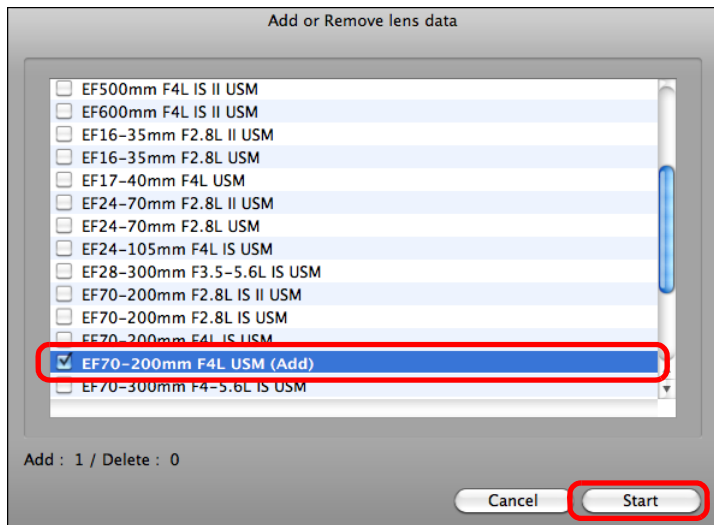 Add or Remove lens data
EF500mm F4L IS II USM
EF600mm F4L IS II USM
EF16-35mm F2.8L II USM
EF16-35mm F2.8L USM
EF17-40mm F4L USM
EF24-70mm F2.8L II USM
EF24-70mm F2.8L USM
EF24-105mm F4L IS USM
EF28-300mm F3.5-5.6L IS USM
EF70-200mm F2.8L IS II USM
EF70-200mm F2.8L IS USM
EF70-200mm F4L IS USM
EF70-200mm F4L USM (Add)
EF70-300mm F4-5.6L IS USM
Add : 1 / Delete : 0
Cancel Start